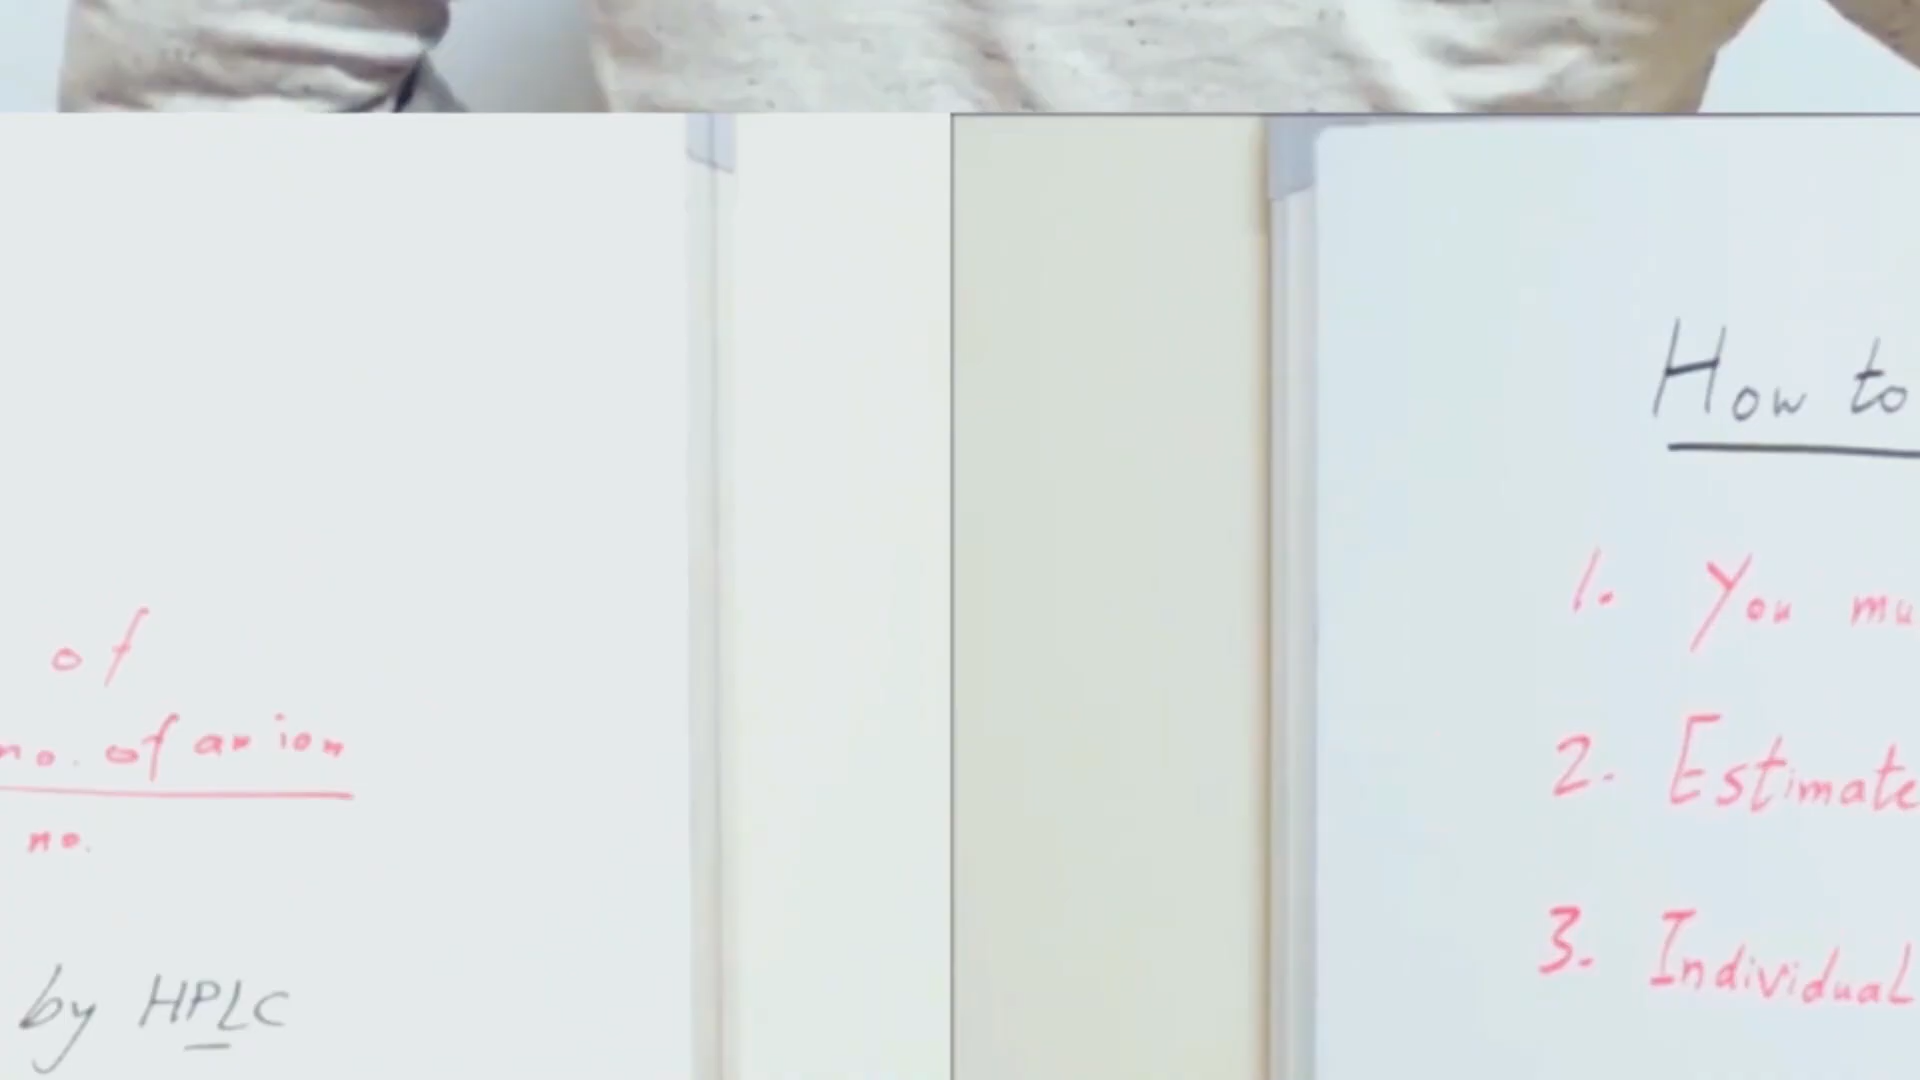 of
no. of anion
no.
by HPLC
How to
1. You mu
2. Estimate
3. Individual